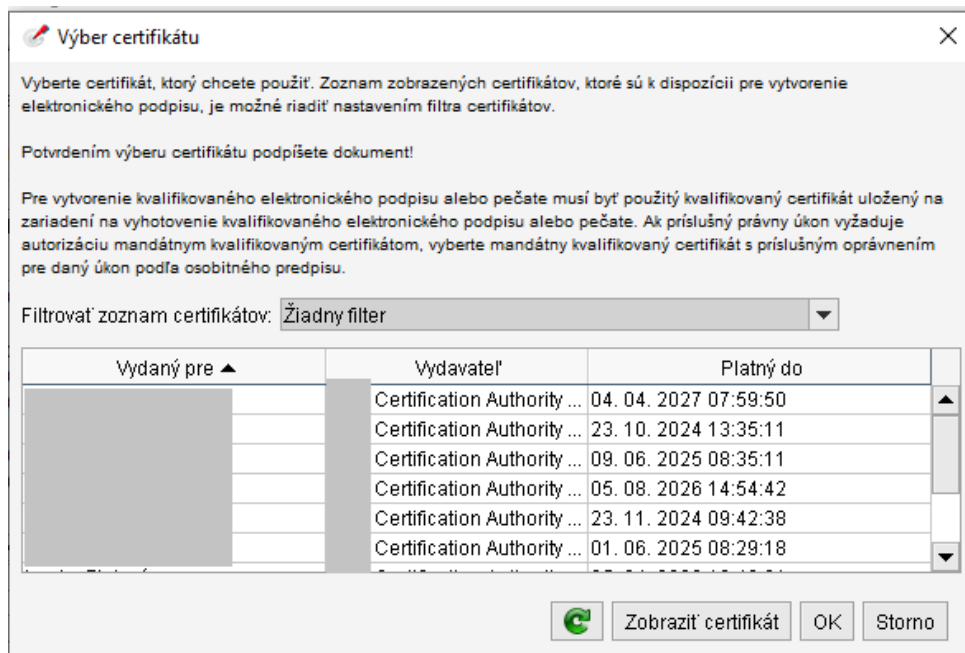 Výber certifikátu
Vyberte certifikát, ktorý chcete použiť. Zoznam zobrazených certifikátov, ktoré sú k dispozícii pre vytvorenie
elektronického podpisu, je možné riadiť nastavením filtra certifikátov.
Potvrdením výberu certifikátu podpíšete dokument!
Pre vytvorenie kvalifikovaného elektronického podpisu alebo pečate musí byť použitý kvalifikovaný certifikát uložený na
zariadení na vyhotovenie kvalifikovaného elektronického podpisu alebo pečate. Ak príslušný právny úkon vyžaduje
autorizáciu mandátnym kvalifikovaným certifikátom, vyberte mandátny kvalifikovaný certifikát s príslušným oprávnením
pre daný úkon podľa osobitného predpisu.
Filtrovať zoznam certifikátov: Žiadny filter
Vydaný pre Vydavateľ Platný do
Certification Authority ... 04. 04. 2027 07:59:50
Certification Authority ... 23. 10. 2024 13:35:11
Certification Authority ... 09. 06. 2025 08:35:11
Certification Authority ... 05. 08. 2026 14:54:42
Certification Authority ... 23. 11. 2024 09:42:38
Certification Authority ... 01. 06. 2025 08:29:18
Zobraziť certifikát OK Storno